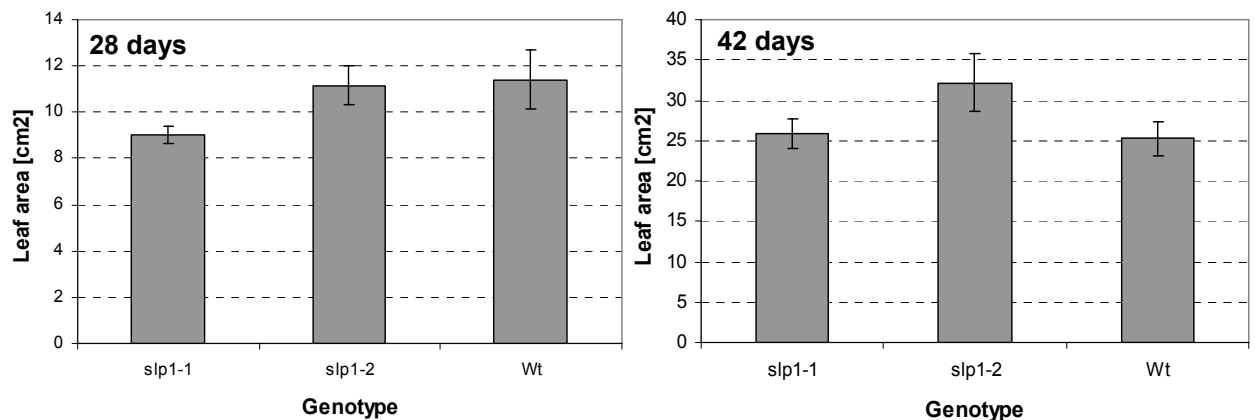 28 days
Leaf area [cm2]
14
12
10
8
6
4
2
0
slp1-1
slp1-2
Wt
Genotype
42 days
Leaf area [cm2]
40
35
30
25
20
15
10
5
0
slp1-1
slp1-2
Wt
Genotype